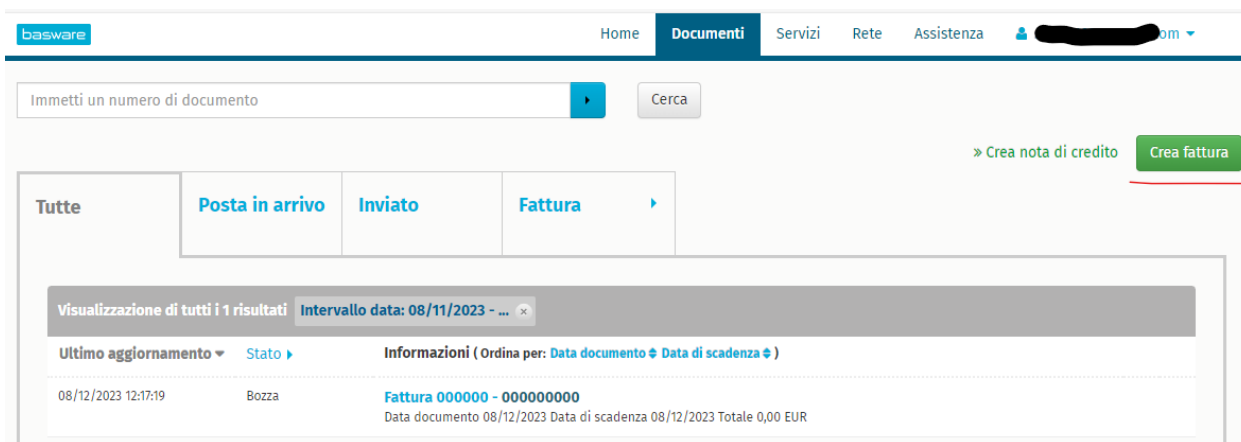 basware
Home Documenti Servizi Rete Assistenza om
Immetti un numero di documento
Cerca
» Crea nota di credito Crea fattura
Tutte Posta in arrivo Inviato Fattura
Visualizzazione di tutti i 1 risultati Intervallo data: 08/11/2023 - ... ×
Ultimo aggiornamento Stato Informazioni ( Ordina per: Data documento Data di scadenza )
08/12/2023 12:17:19 Bozza Fattura 000000 - 000000000
Data documento 08/12/2023 Data di scadenza 08/12/2023 Totale 0,00 EUR